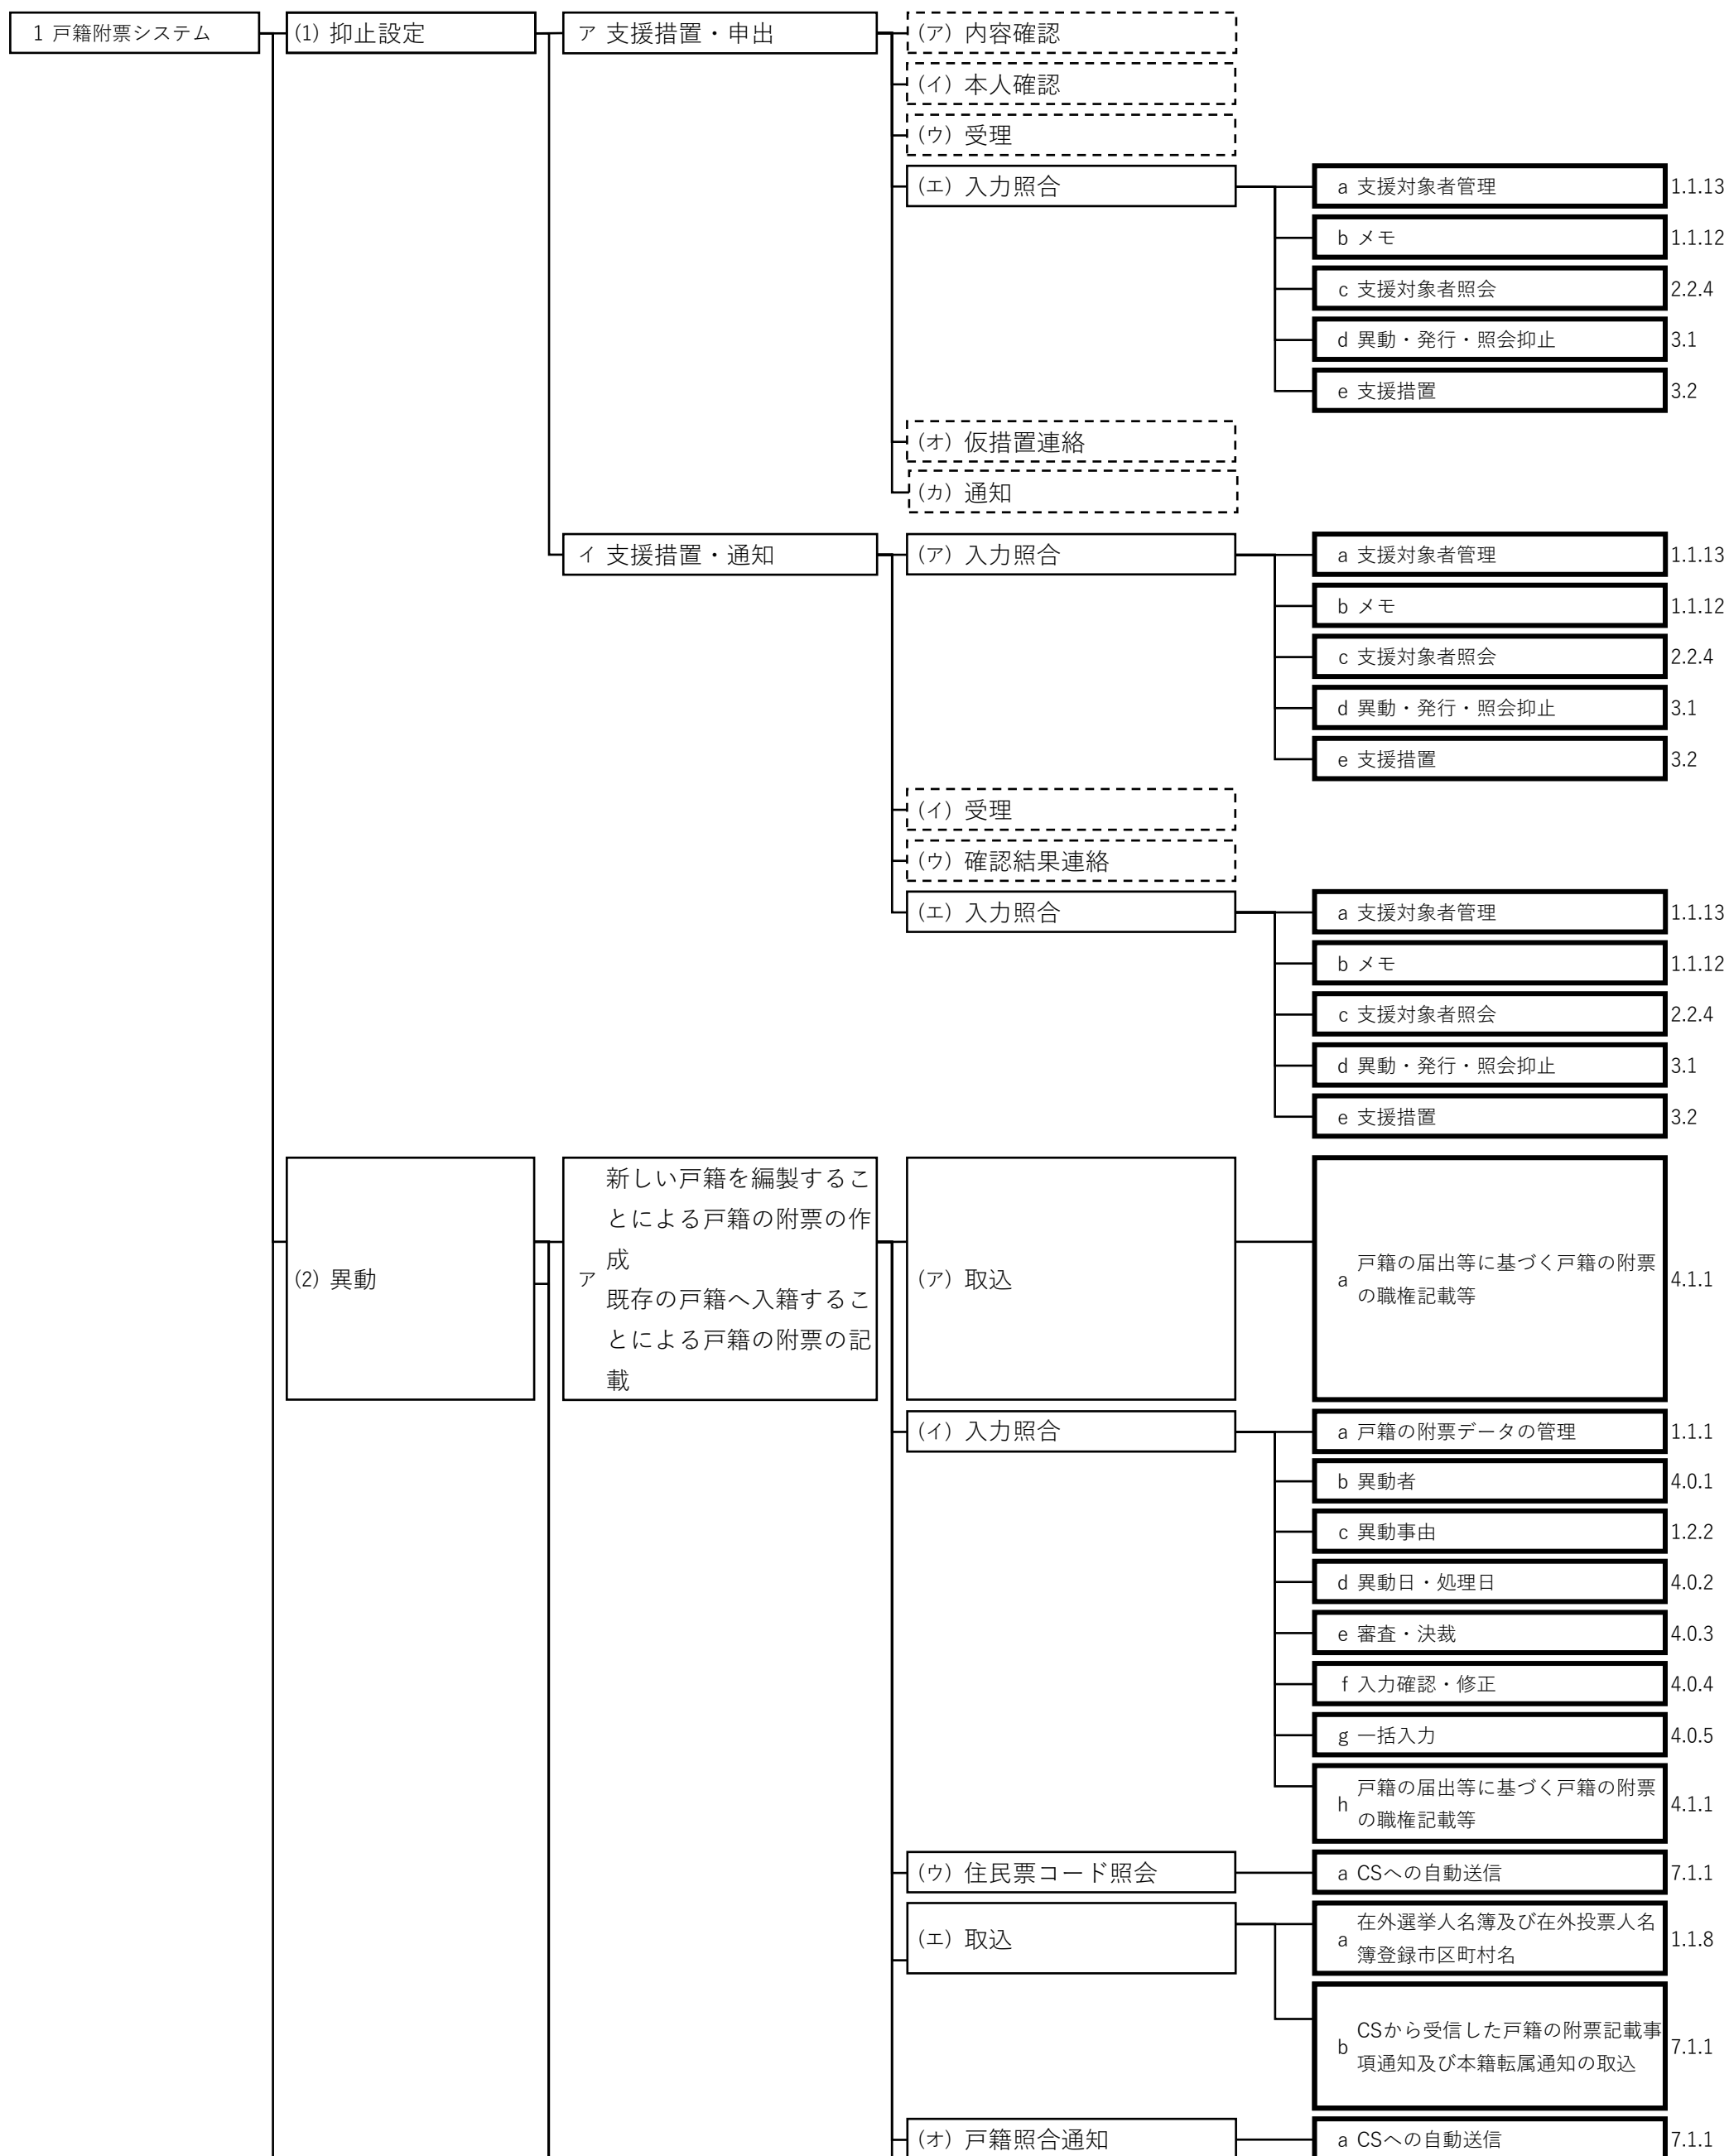 1 戸籍附票システム
(1) 抑止設定
ア 支援措置・申出
(ア) 内容確認
(イ) 本人確認
(ウ) 受理
(エ) 入力照合
a 支援対象者管理 1.1.13
b メモ 1.1.12
c 支援対象者照会 2.2.4
d 異動・発行・照会抑止 3.1
e 支援措置 3.2
(オ) 仮措置連絡
(カ) 通知
イ 支援措置・通知
(ア) 入力照合
a 支援対象者管理 1.1.13
b メモ 1.1.12
c 支援対象者照会 2.2.4
d 異動・発行・照会抑止 3.1
e 支援措置 3.2
(イ) 受理
(ウ) 確認結果連絡
(エ) 入力照合
a 支援対象者管理 1.1.13
b メモ 1.1.12
c 支援対象者照会 2.2.4
d 異動・発行・照会抑止 3.1
e 支援措置 3.2
(2) 異動
ア
新しい戸籍を編製するこ
とによる戸籍の附票の作
成
既存の戸籍へ入籍するこ
とによる戸籍の附票の記
載
(ア) 取込
a
戸籍の届出等に基づく戸籍の附票
の職権記載等
4.1.1
(イ) 入力照合
a 戸籍の附票データの管理 1.1.1
b 異動者 4.0.1
c 異動事由 1.2.2
d 異動日・処理日 4.0.2
e 審査・決裁 4.0.3
f 入力確認・修正 4.0.4
g 一括入力 4.0.5
h
戸籍の届出等に基づく戸籍の附票
の職権記載等
4.1.1
(ウ) 住民票コード照会
a CSへの自動送信 7.1.1
(エ) 取込
a
在外選挙人名簿及び在外投票人名
簿登録市区町村名
1.1.8
b
CSから受信した戸籍の附票記載事
項通知及び本籍転属通知の取込
7.1.1
(オ) 戸籍照合通知
a CSへの自動送信 7.1.1